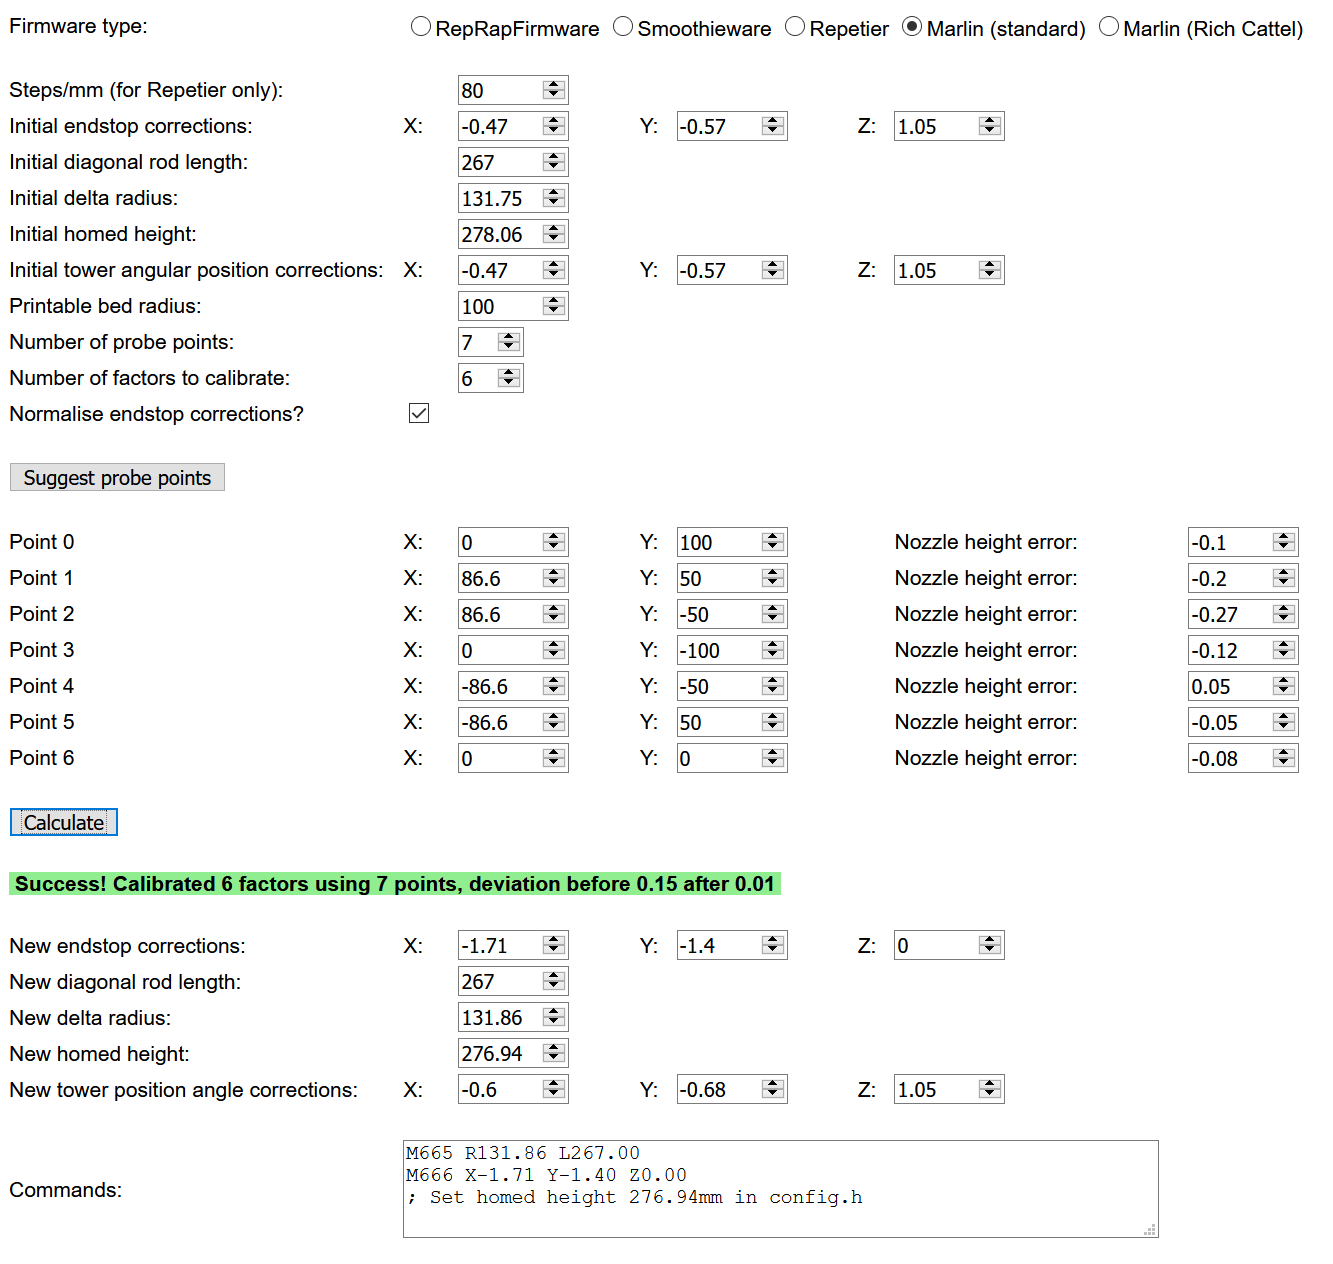 Firmware type: RepRapFirmware Smoothieware Repetier Marlin (standard) Marlin (Rich Cattel)
Steps/mm (for Repetier only): 80
Initial endstop corrections: X: -0.47 Y: -0.57 Z: 1.05
Initial diagonal rod length: 267
Initial delta radius: 131.75
Initial homed height: 278.06
Initial tower angular position corrections: X: -0.47 Y: -0.57 Z: 1.05
Printable bed radius: 100
Number of probe points: 7
Number of factors to calibrate: 6
Normalise endstop corrections?
Suggest probe points
Point 0 X: 0 Y: 100 Nozzle height error: -0.1
Point 1 X: 86.6 Y: 50 Nozzle height error: -0.2
Point 2 X: 86.6 Y: -50 Nozzle height error: -0.27
Point 3 X: 0 Y: -100 Nozzle height error: -0.12
Point 4 X: -86.6 Y: -50 Nozzle height error: 0.05
Point 5 X: -86.6 Y: 50 Nozzle height error: -0.05
Point 6 X: 0 Y: 0 Nozzle height error: -0.08
Calculate
Success! Calibrated 6 factors using 7 points, deviation before 0.15 after 0.01
New endstop corrections: X: -1.71 Y: -1.4 Z: 0
New diagonal rod length: 267
New delta radius: 131.86
New homed height: 276.94
New tower position angle corrections: X: -0.6 Y: -0.68 Z: 1.05
Commands:
M665 R131.86 L267.00
M666 X-1.71 Y-1.40 Z0.00
; Set homed height 276.94mm in config.h